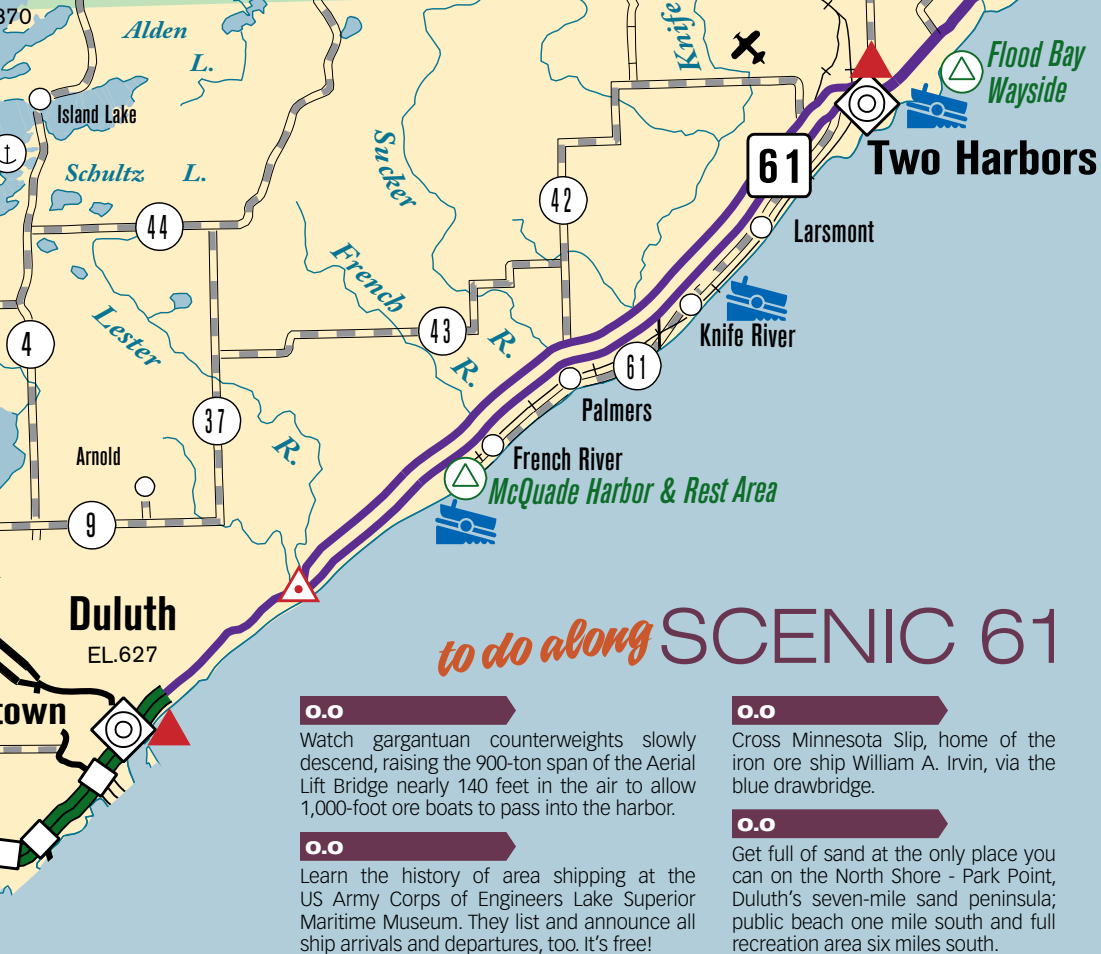 370
Alden
L.
Knife
Flood Bay
Wayside
Island Lake
Two Harbors
61
Sucker
Schultz L.
42
44
Larsmont
French
Lester
43
R.
4
R.
Knife River
61
Palmers
37
R.
Arnold
French River
McQuade Harbor & Rest Area
9
Duluth
EL.627
town
to do along SCENIC 61
0.0
Watch gargantuan counterweights slowly
descend, raising the 900-ton span of the Aerial
Lift Bridge nearly 140 feet in the air to allow
1,000-foot ore boats to pass into the harbor.
0.0
Learn the history of area shipping at the
US Army Corps of Engineers Lake Superior
Maritime Museum. They list and announce all
ship arrivals and departures, too. It's free!
0.0
Cross Minnesota Slip, home of the
iron ore ship William A. Irvin, via the
blue drawbridge.
0.0
Get full of sand at the only place you
can on the North Shore - Park Point,
Duluth's seven-mile sand peninsula;
public beach one mile south and full
recreation area six miles south.